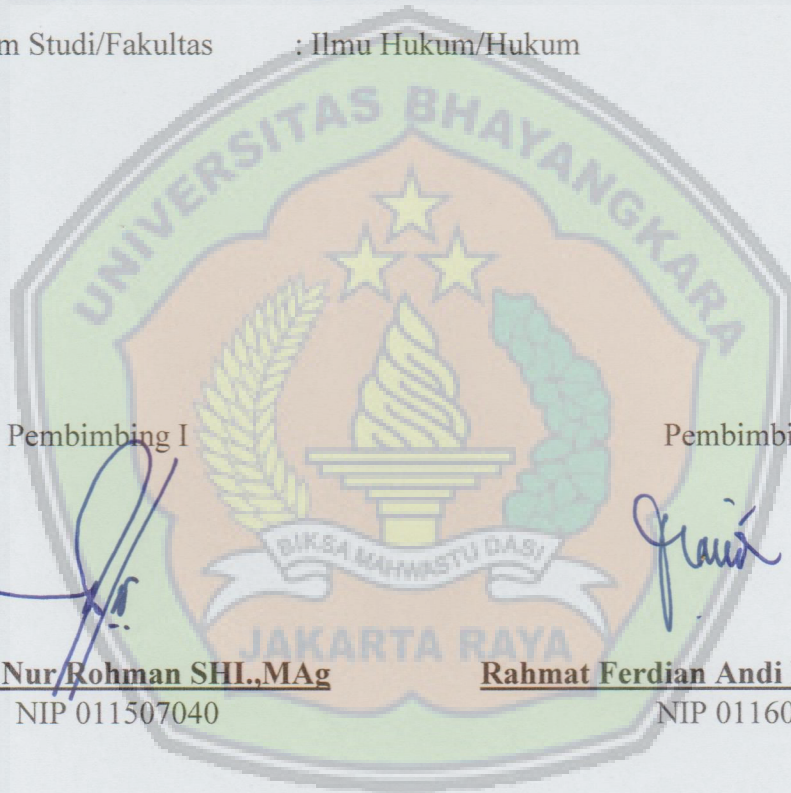 m Studi/Fakultas : Ilmu Hukum/Hukum
UNIVERSITAS BHAYANGKARA
Pembimbing I Pembimbi
BIKSA MAHWASTU DASA
JAKARTA RAYA
Nur Rohman SHI.,MAg Rahmat Ferdian Andi
NIP 011507040 NIP 01160